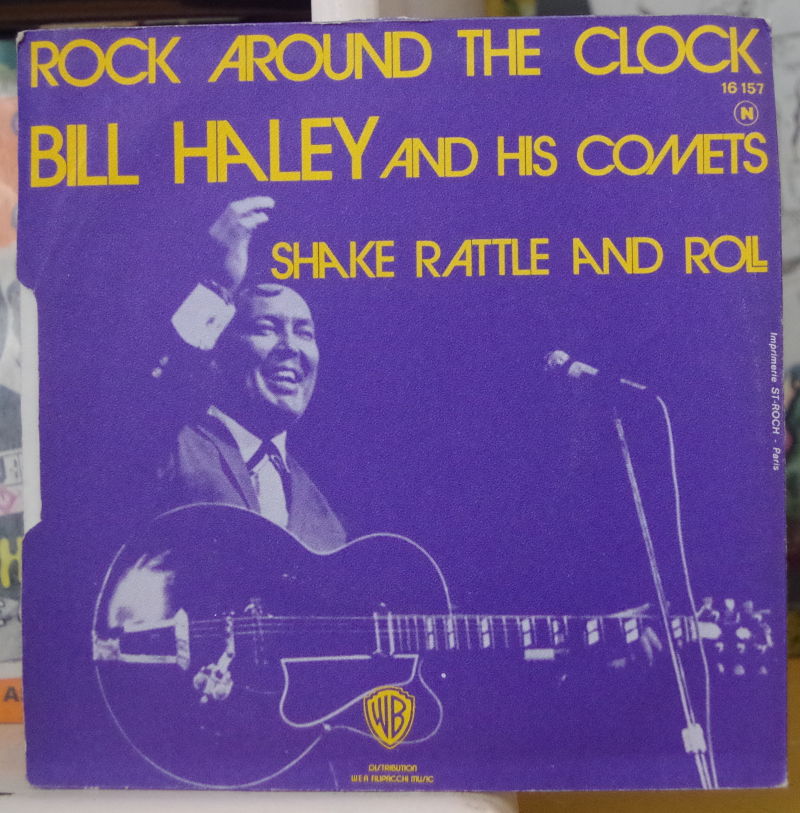 ROCK AROUND THE CLOCK
16 157
N
BILL HALEY AND HIS COMETS
SHAKE RATTLE AND ROLL
Imprimerie ST-ROCH - Paris
WB
DISTRIBUTION
WEA FILIPACCHI MUSIC